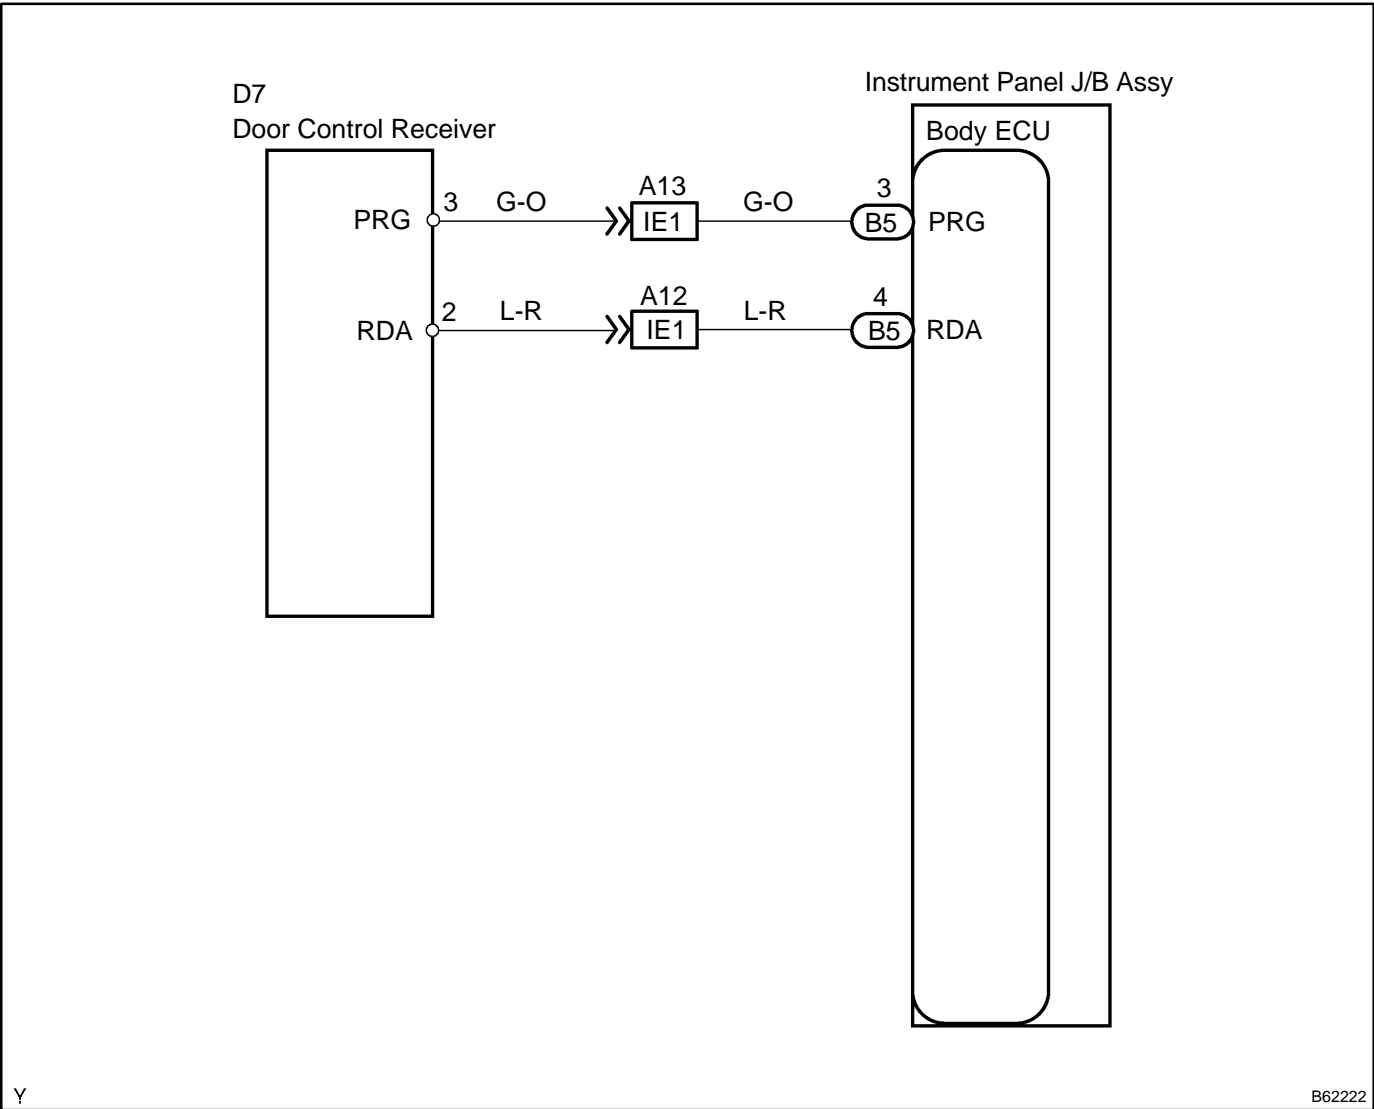 Instrument Panel J/B Assy
D7
Door Control Receiver
Body ECU
PRG 3 G-O A13 IE1 G-O 3 B5 PRG
RDA 2 L-R A12 IE1 L-R 4 B5 RDA
Y
B62222